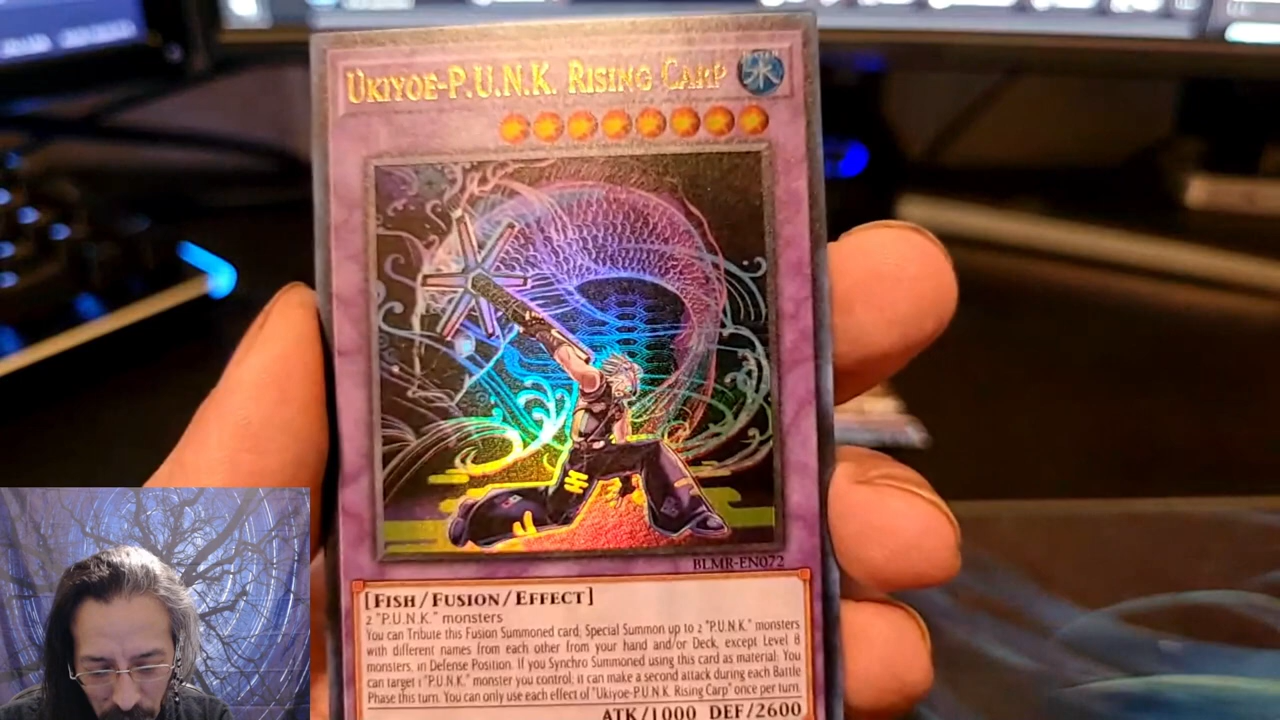 Ukiyoe-P.U.N.K. Rising Carp
水
BLMR-EN072
[Fish/Fusion/Effect]
2 "P.U.N.K." monsters
You can Tribute this Fusion Summoned card; Special Summon up to 2 "P.U.N.K." monsters
with different names from each other from your hand and/or Deck, except Level 8
monsters, in Defense Position. If you Synchro Summoned using this card as material: You
can target 1 "P.U.N.K." monster you control; it can make a second attack during each Battle
Phase this turn. You can only use each effect of "Ukiyoe-P.U.N.K. Rising Carp" once per turn.
ATK/1000 DEF/2600